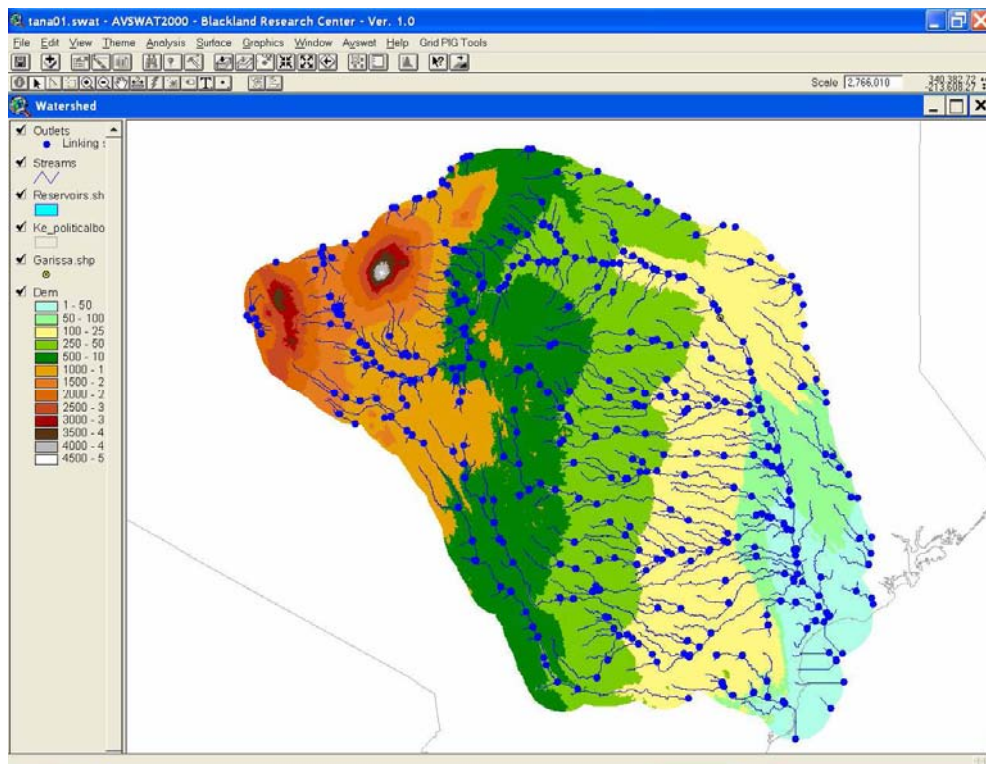 tana01.swat - AVSWAT2000 - Blackland Research Center - Ver. 1.0
File Edit View Theme Analysis Surface Graphics Window Avswat Help Grid PIG Tools
Scale 2,766,010
340,382.72
-213,608.27
Watershed
Outlets
Linking s
Streams
Reservoirs.sh
Ke_politicalbo
Garissa.shp
Dem
1 - 50
50 - 100
100 - 25
250 - 50
500 - 10
1000 - 1
1500 - 2
2000 - 2
2500 - 3
3000 - 3
3500 - 4
4000 - 4
4500 - 5